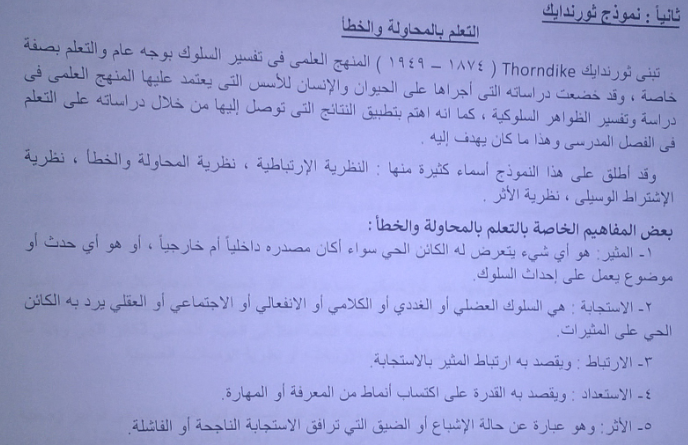 ثانياً : نموذج ثورندايك
التعلم بالمحاولة والخطأ
تبنى ثورندايك Thorndike ( ١٨٧٤ – ١٩٤٩ ) المنهج العلمى فى تفسير السلوك بوجه عام والتعلم بصفة
خاصة ، وقد خضعت دراساته التى أجراها على الحيوان والإنسان للأسس التى يعتمد عليها المنهج العلمى فى
دراسة وتفسير الظواهر السلوكية ، كما انه اهتم بتطبيق النتائج التى توصل إليها من خلال دراساته على التعلم
فى الفصل المدرسى وهذا ما كان يهدف إليه .
وقد أطلق على هذا النموذج أسماء كثيرة منها : النظرية الإرتباطية ، نظرية المحاولة والخطأ ، نظرية
الإشتراط الوسيلى ، نظرية الأثر .
بعض المفاهيم الخاصة بالتعلم بالمحاولة والخطأ :
١- المثير: هو أي شيء يتعرض له الكائن الحي سواء أكان مصدره داخلياً أم خارجياً ، أو هو أي حدث أو
موضوع يعمل على إحداث السلوك.
٢- الاستجابة : هي السلوك العضلي أو الغددي أو الكلامي أو الانفعالي أو الاجتماعي أو العقلي يرد به الكائن
الحي على المثيرات.
٣- الارتباط : ويقصد به ارتباط المثير بالاستجابة.
٤- الاستعداد : ويقصد به القدرة على اكتساب أنماط من المعرفة أو المهارة.
٥- الأثر: وهو عبارة عن حالة الإشباع أو الضيق التي ترافق الاستجابة الناجحة أو الفاشلة.